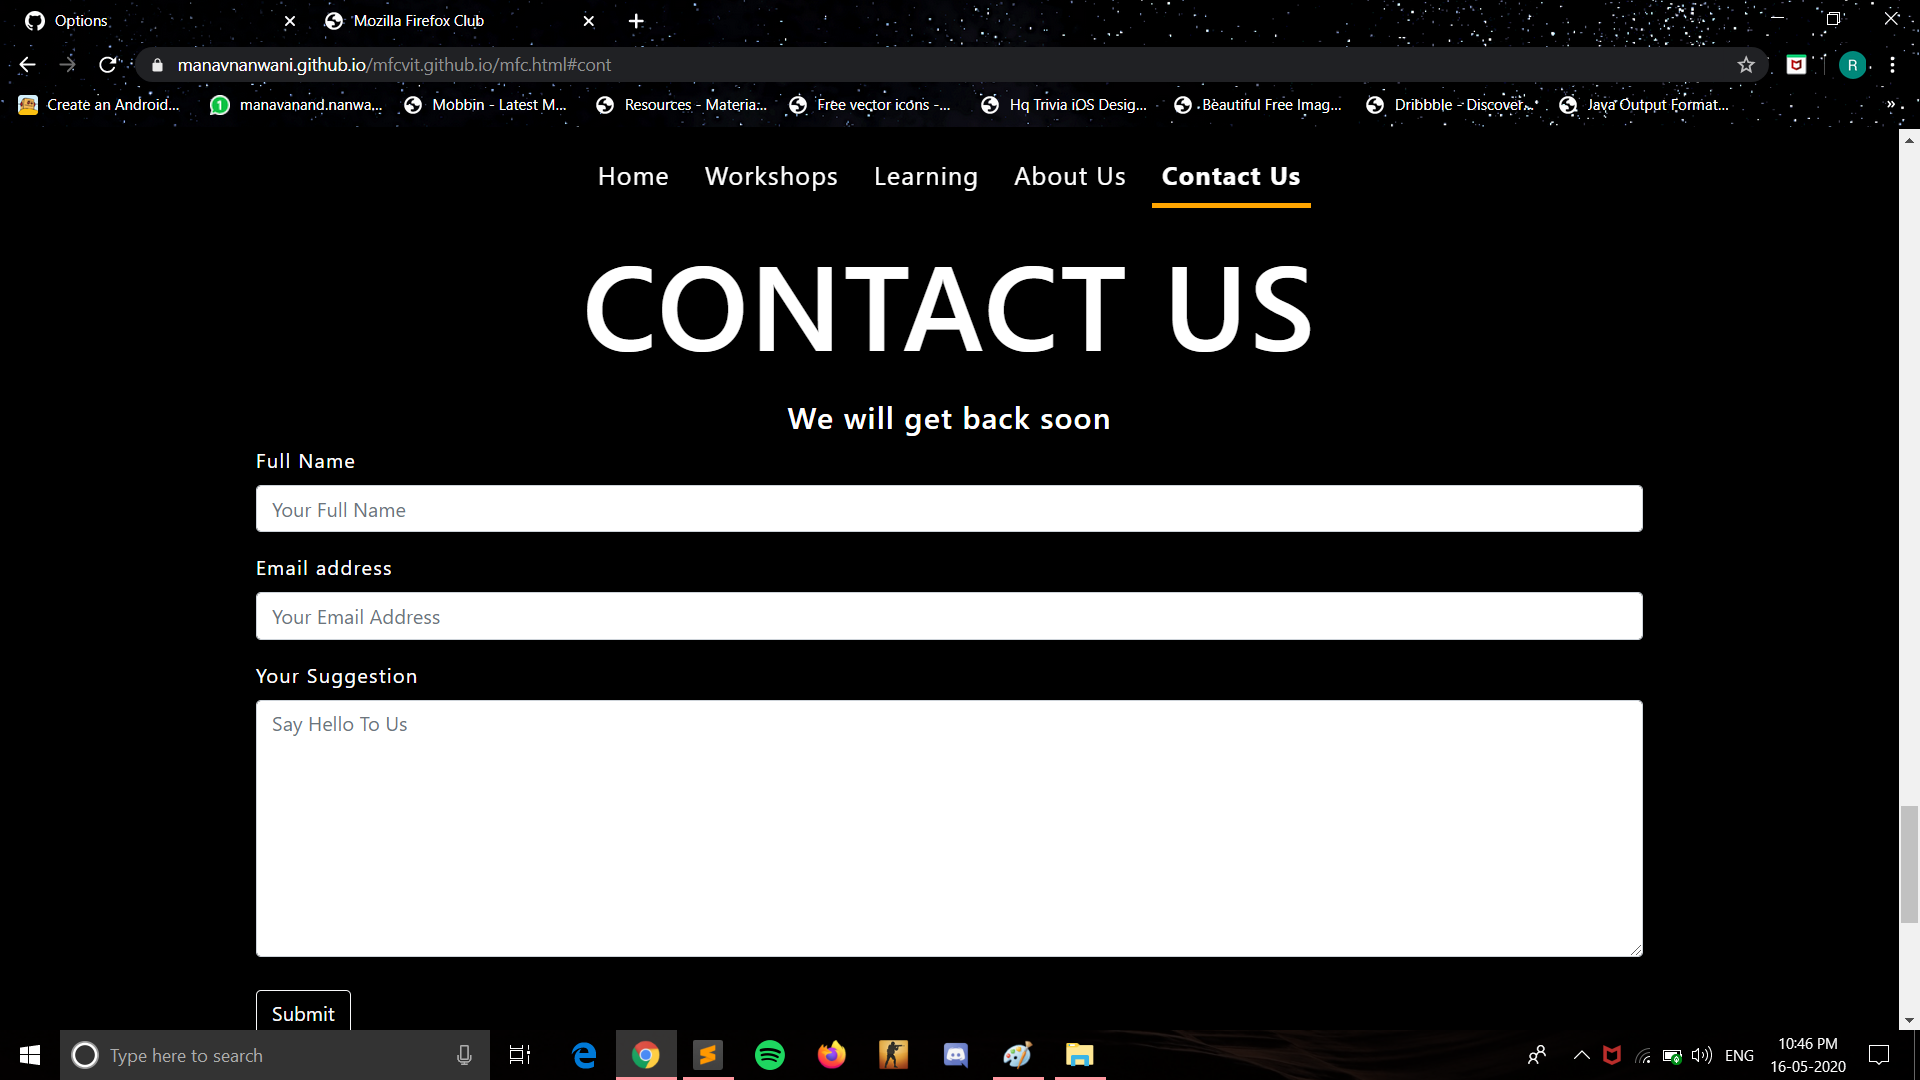 Options
Mozilla Firefox Club
manavnanwani.github.io/mfcvit.github.io/mfc.html#cont
R
Create an Android...
1
manavanand.nanwa...
Mobbin - Latest M...
Resources - Materia...
Free vector icons -...
Hq Trivia iOS Desig...
Beautiful Free Imag...
Dribbble - Discover...
Java Output Format...
»
Home
Workshops
Learning
About Us
Contact Us
CONTACT US
We will get back soon
Full Name
Your Full Name
Email address
Your Email Address
Your Suggestion
Say Hello To Us
Submit
Type here to search
ENG
10:46 PM
16-05-2020